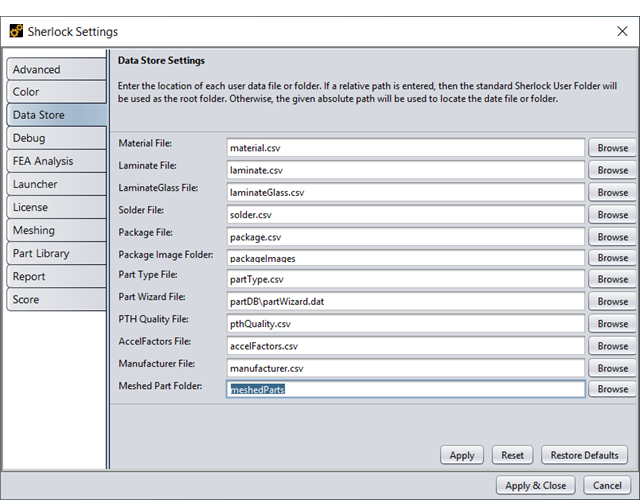 Sherlock Settings
Advanced
Color
Data Store
Debug
FEA Analysis
Launcher
License
Meshing
Part Library
Report
Score
Data Store Settings
Enter the location of each user data file or folder. If a relative path is entered, then the standard Sherlock User Folder will
be used as the root folder. Otherwise, the given absolute path will be used to locate the date file or folder.
Material File: material.csv Browse
Laminate File: laminate.csv Browse
LaminateGlass File: laminateGlass.csv Browse
Solder File: solder.csv Browse
Package File: package.csv Browse
Package Image Folder: packageImages Browse
Part Type File: partType.csv Browse
Part Wizard File: partDB\partWizard.dat Browse
PTH Quality File: pthQuality.csv Browse
AccelFactors File: accelFactors.csv Browse
Manufacturer File: manufacturer.csv Browse
Meshed Part Folder: meshedParts Browse
Apply Reset Restore Defaults
Apply & Close Cancel